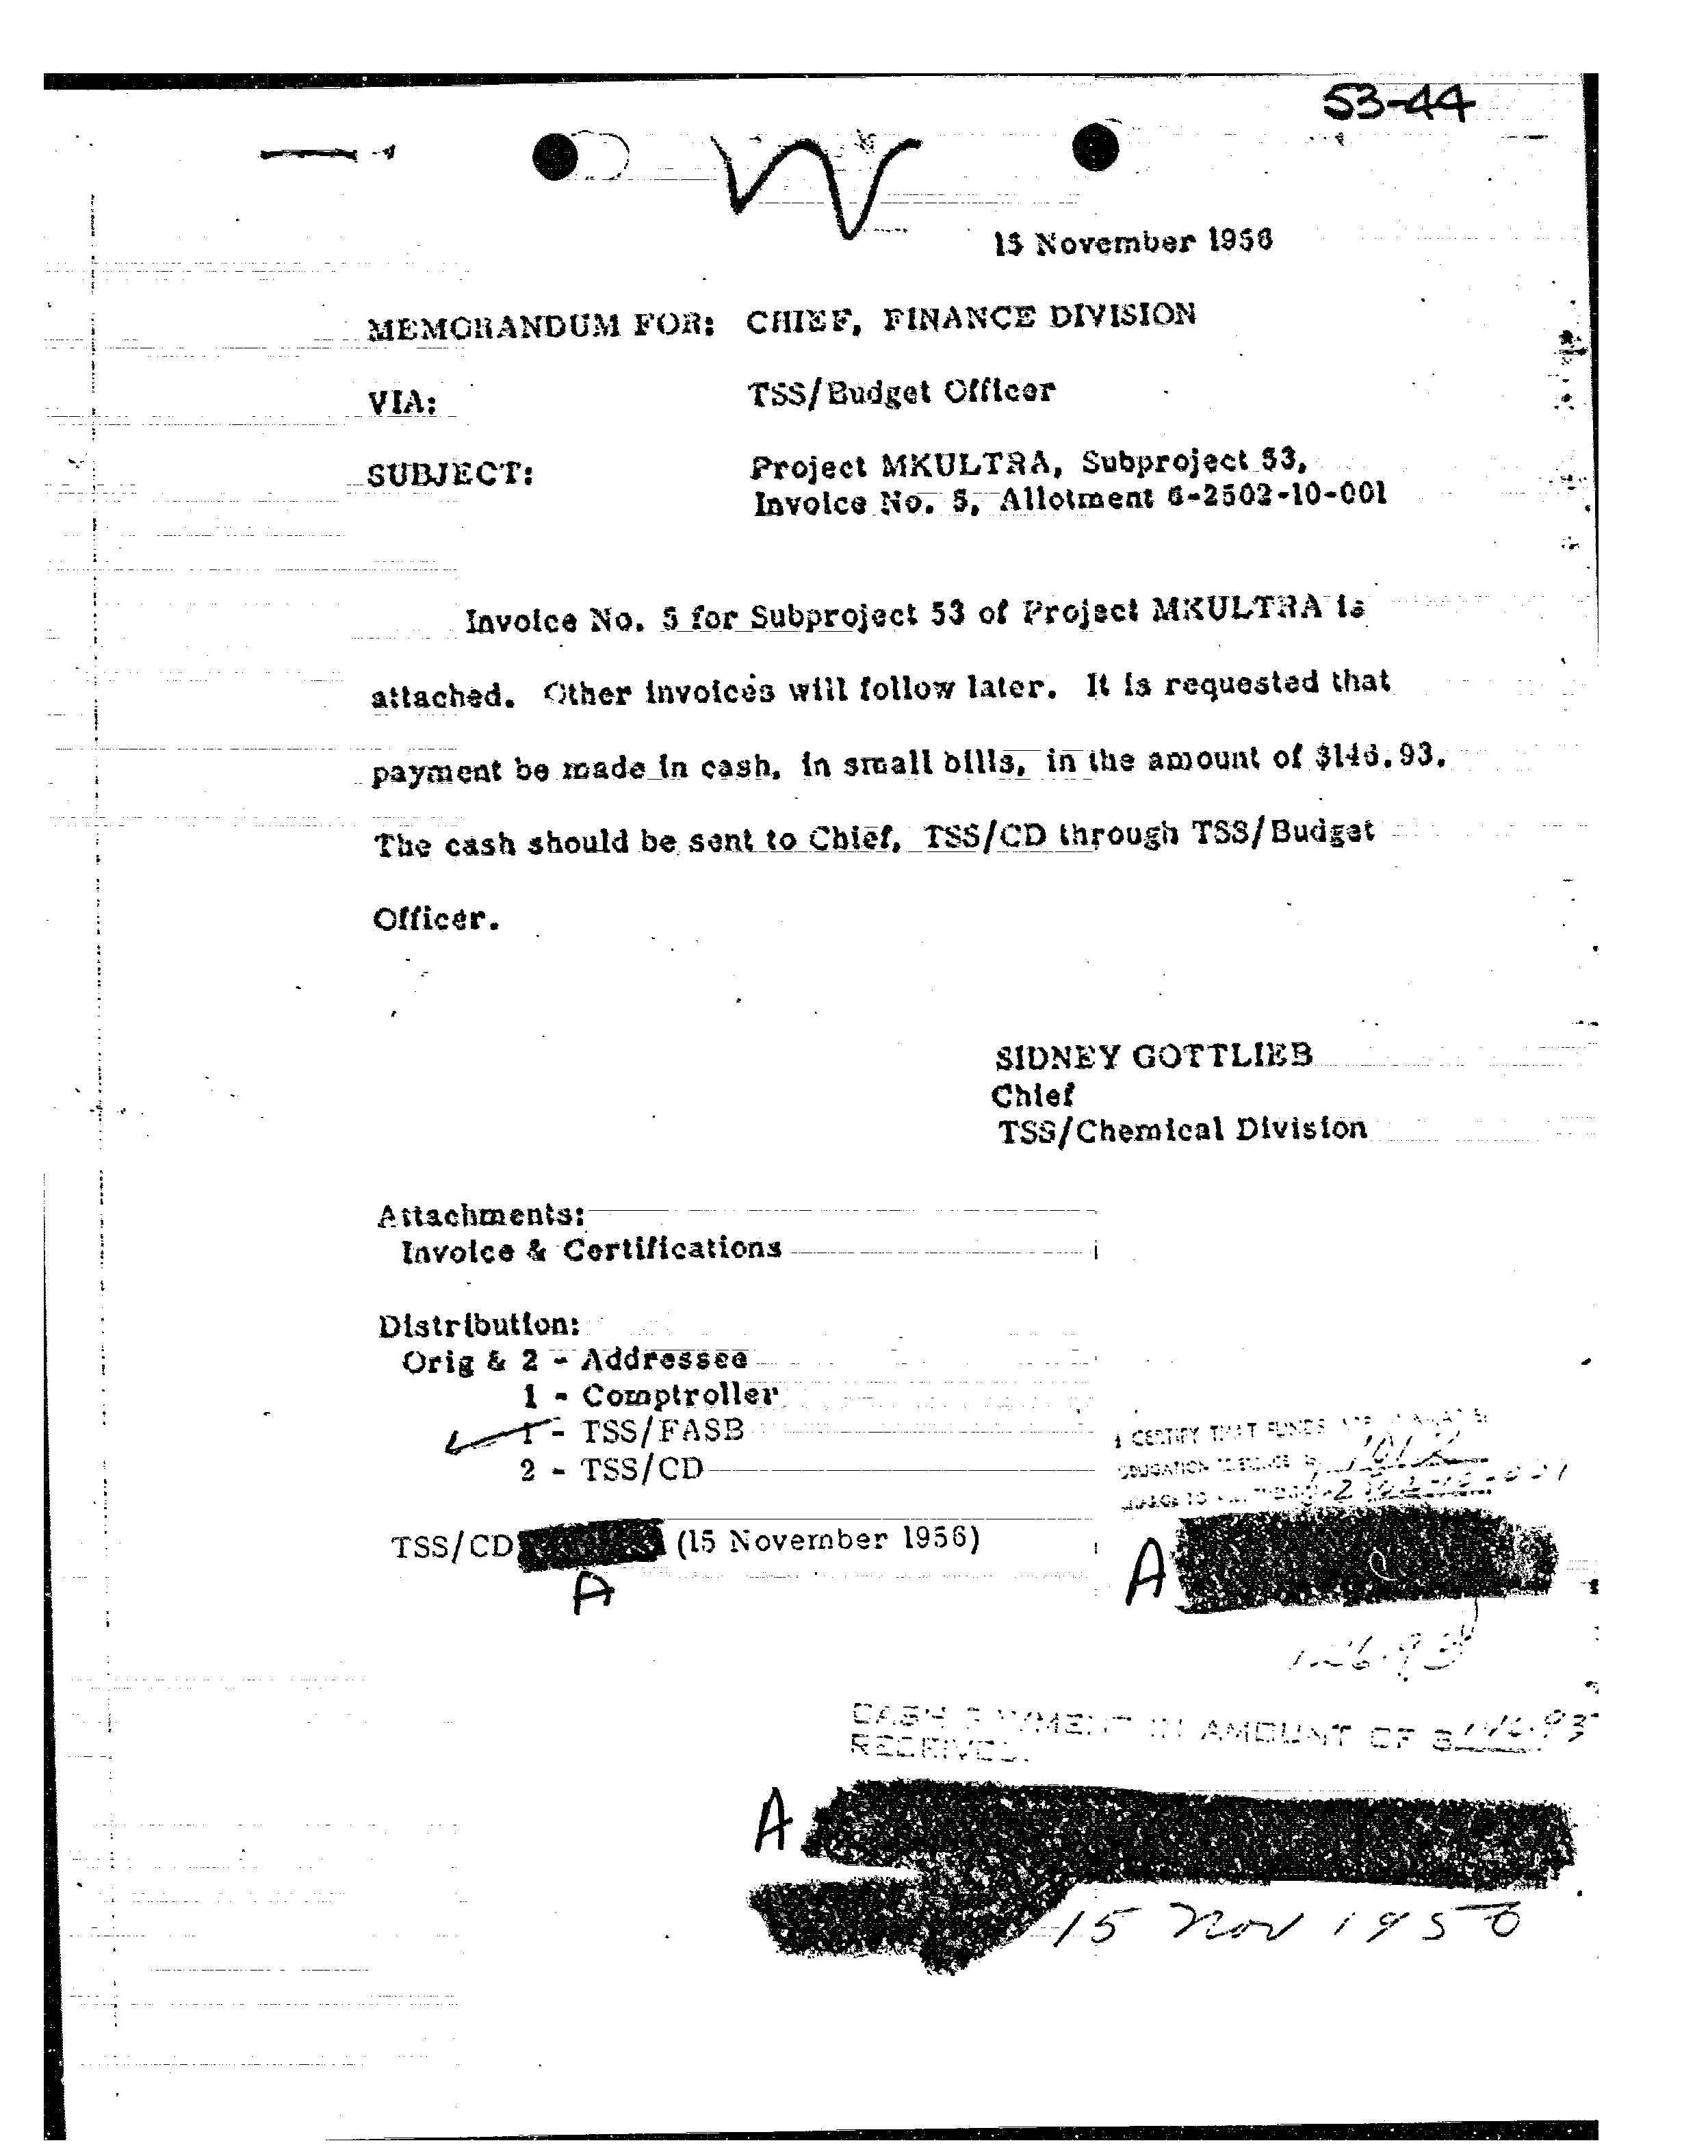 53-44
15 November 1956
MEMORANDUM FOR: CHIEF, FINANCE DIVISION
VIA: TSS/Budget Officer
SUBJECT: Project MKULTRA, Subproject 53,
Invoice No. 5, Allotment 6-2502-10-001
Invoice No. 5 for Subproject 53 of Project MKULTRA is
attached. Other invoices will follow later. It is requested that
payment be made in cash, in small bills, in the amount of $146.93.
The cash should be sent to Chief, TSS/CD through TSS/Budget
Officer.
SIDNEY GOTTLIEB
Chief
TSS/Chemical Division
Attachments:
Invoice & Certifications
Distribution:
Orig & 2 - Addressee
1 - Comptroller
1 - TSS/FASB
2 - TSS/CD
I CERTIFY THAT FUNDS
OBLIGATION
TSS/CD (15 November 1956)
A
A
CASH PAYMENT IN AMOUNT OF $146.93
RECEIVED.
A
15 Nov 1956